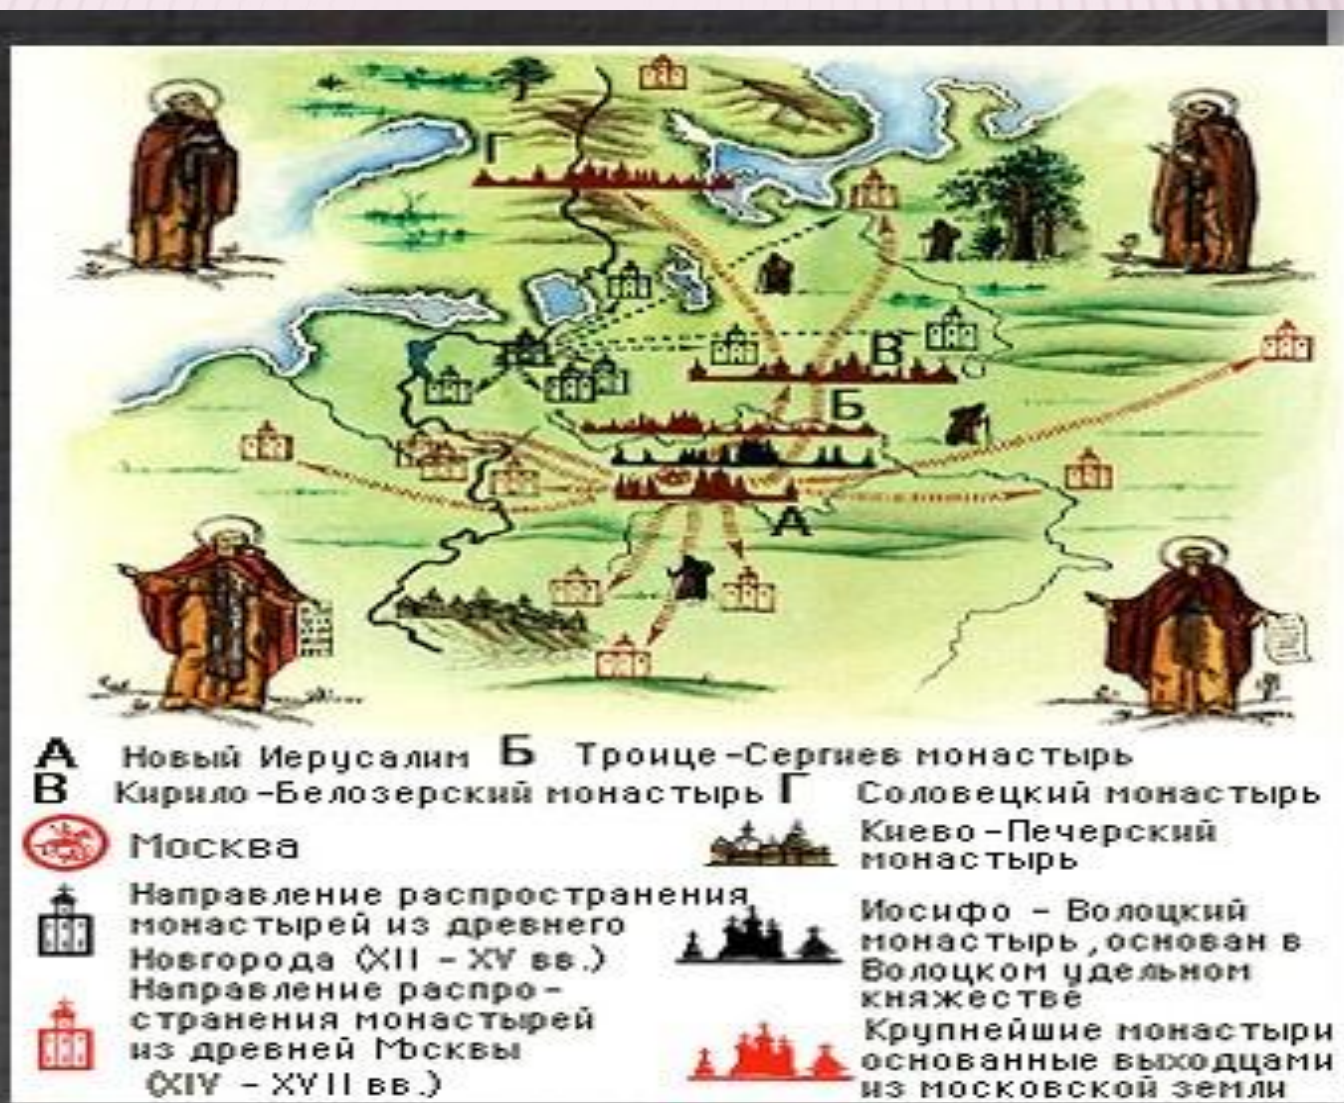 Г
В
Б
А
А Новый Иерусалим Б Троице-Сергиев монастырь
В Кирило-Белозерский монастырь Г Соловецкий монастырь
Москва
Направление распространения
монастырей из древнего
Новгорода (XII - XV вв.)
Направление распро-
странения монастырей
из древней Мосвкы
(XIV - XVII вв.)
Киево-Печерский
монастырь
Иосифо - Волоцкий
монастырь, основан в
Волоцком удельном
княжестве
Крупнейшие монастыри
основанные выходцами
из московской земли